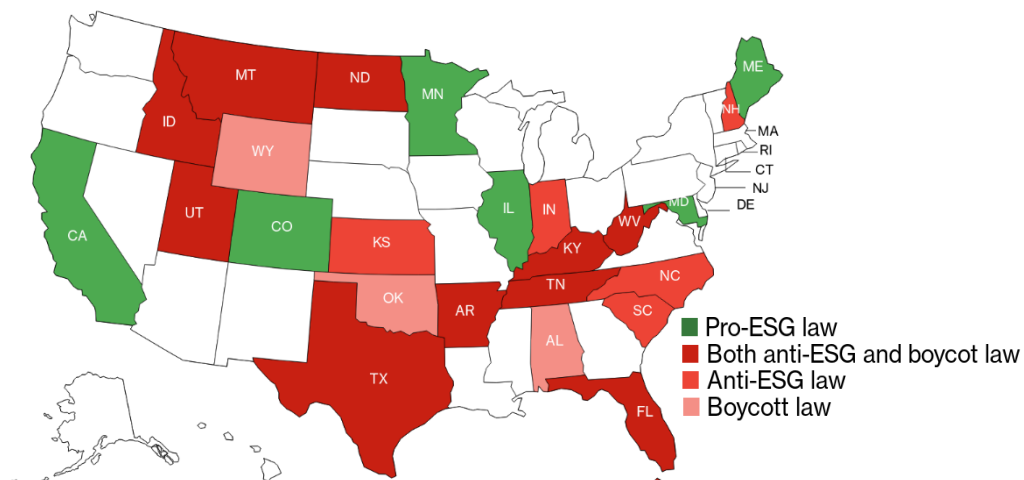 ME
MT
ND
MN
NH
ID
MA
WY
RI
CT
NJ
MD
DE
UT
IL
IN
WV
CO
CA
KS
KY
NC
TN
OK
AR
SC
AL
TX
FL
Pro-ESG law
Both anti-ESG and boycot law
Anti-ESG law
Boycott law